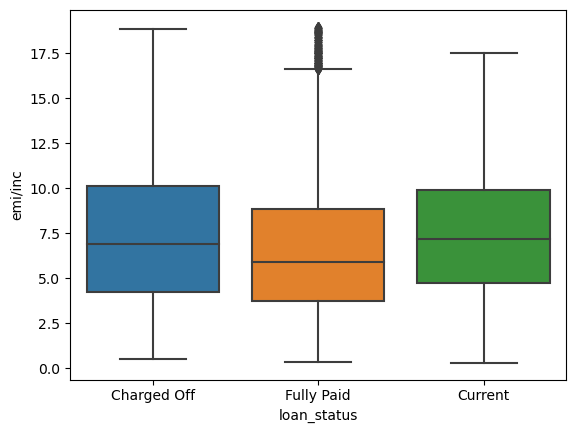 17.5
15.0
12.5
10.0
7.5
5.0
2.5
0.0
emi/inc
Charged Off
Fully Paid
Current
loan_status